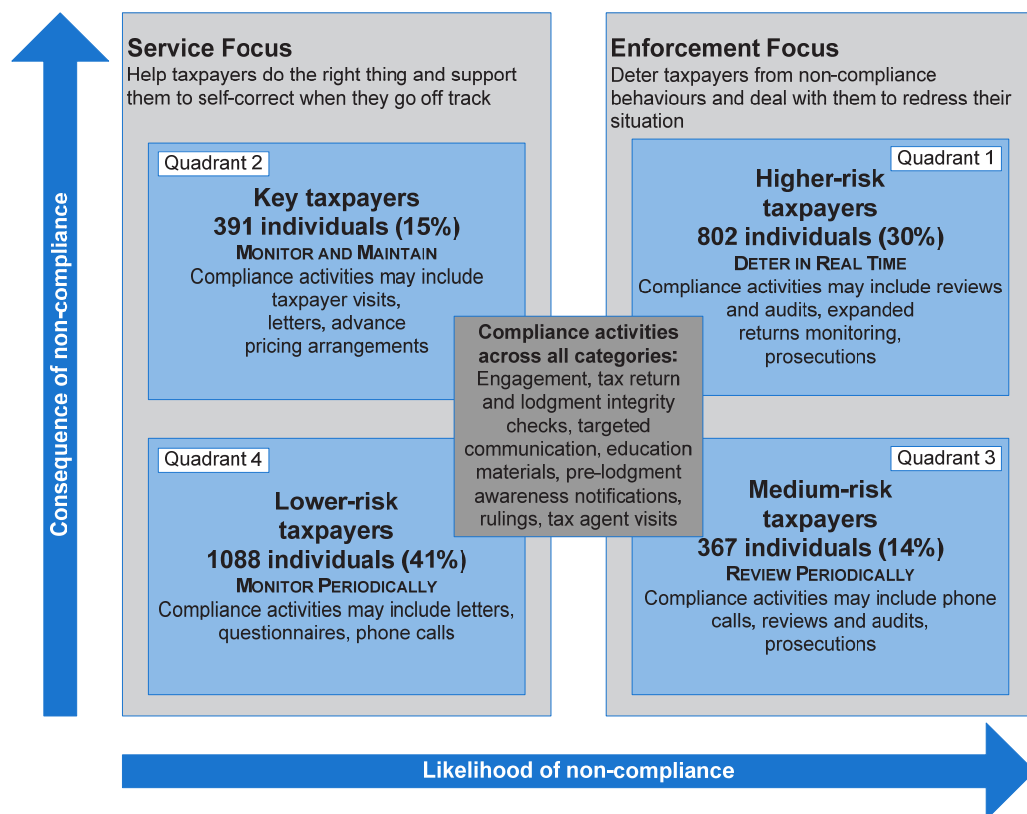 Consequence of non-compliance
Service Focus
Help taxpayers do the right thing and support
them to self-correct when they go off track
Enforcement Focus
Deter taxpayers from non-compliance
behaviours and deal with them to redress their
situation
Quadrant 2
Key taxpayers
391 individuals (15%)
MONITOR AND MAINTAIN
Compliance activities may include
taxpayer visits,
letters, advance
pricing arrangements
Quadrant 1
Higher-risk
taxpayers
802 individuals (30%)
DETER IN REAL TIME
Compliance activities may include reviews
and audits, expanded
returns monitoring,
prosecutions
Compliance activities
across all categories:
Engagement, tax return
and lodgment integrity
checks, targeted
communication, education
materials, pre-lodgment
awareness notifications,
rulings, tax agent visits
Quadrant 4
Lower-risk
taxpayers
1088 individuals (41%)
MONITOR PERIODICALLY
Compliance activities may include letters,
questionnaires, phone calls
Quadrant 3
Medium-risk
taxpayers
367 individuals (14%)
REVIEW PERIODICALLY
Compliance activities may include phone
calls, reviews and audits,
prosecutions
Likelihood of non-compliance